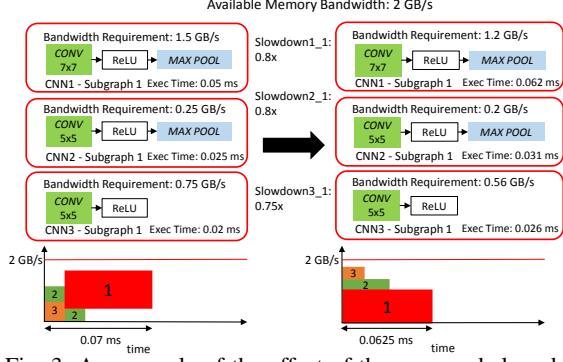 Available Memory Bandwidth: 2 GB/s
Bandwidth Requirement: 1.5 GB/s
CONV
7x7
ReLU
MAX POOL
CNN1 - Subgraph 1 Exec Time: 0.05 ms
Slowdown1_1:
0.8x
Bandwidth Requirement: 1.2 GB/s
CONV
7x7
ReLU
MAX POOL
CNN1 - Subgraph 1 Exec Time: 0.062 ms
Bandwidth Requirement: 0.25 GB/s
CONV
5x5
ReLU
MAX POOL
CNN2 - Subgraph 1 Exec Time: 0.025 ms
Slowdown2_1:
0.8x
Bandwidth Requirement: 0.2 GB/s
CONV
5x5
ReLU
MAX POOL
CNN2 - Subgraph 1 Exec Time: 0.031 ms
Bandwidth Requirement: 0.75 GB/s
CONV
5x5
ReLU
CNN3 - Subgraph 1 Exec Time: 0.02 ms
Slowdown3_1:
0.75x
Bandwidth Requirement: 0.56 GB/s
CONV
5x5
ReLU
CNN3 - Subgraph 1 Exec Time: 0.026 ms
2 GB/s
2
3
2
1
0.07 ms
time
2 GB/s
3
2
1
0.0625 ms
time